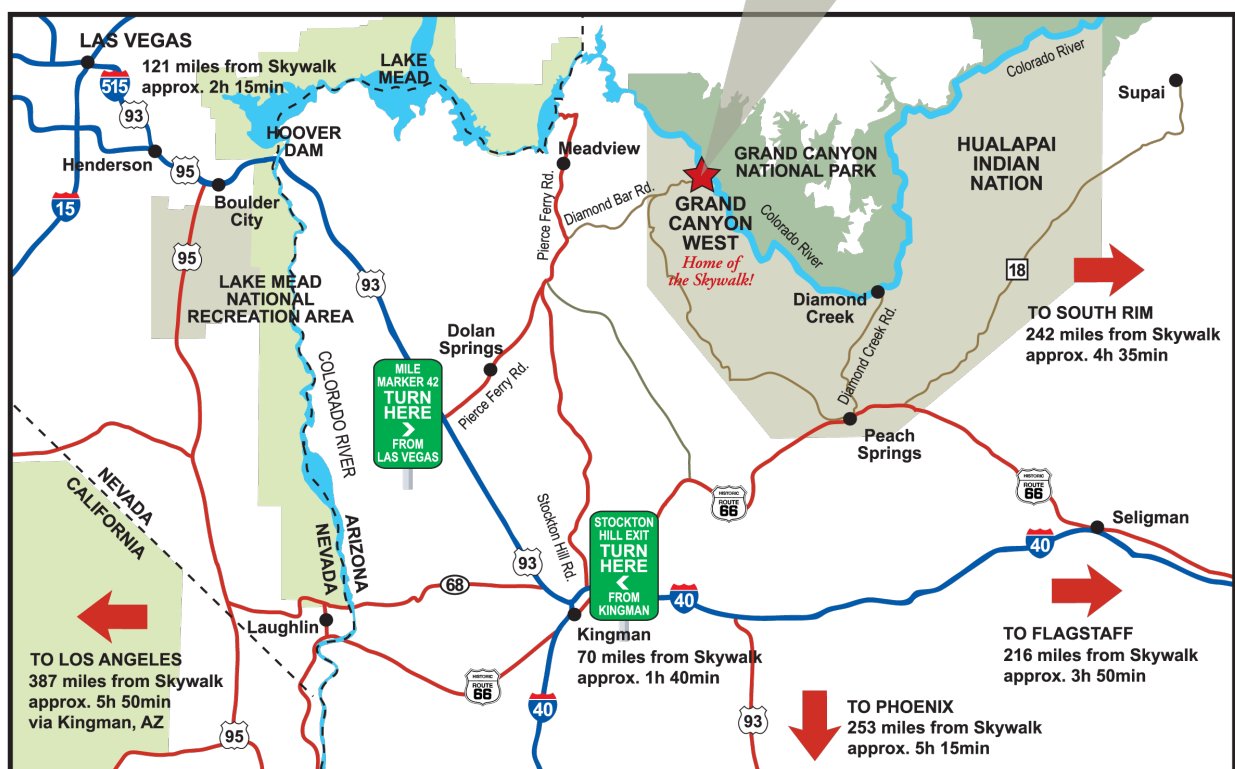 LAS VEGAS
121 miles from Skywalk
approx. 2h 15min
515
93
LAKE
MEAD
Colorado River
Supai
HOOVER
DAM
Henderson
95
Meadview
GRAND CANYON
NATIONAL PARK
HUALAPAI
INDIAN
NATION
15
Boulder
City
Pierce Ferry Rd.
Diamond Bar Rd.
GRAND
CANYON
WEST
Home of
the Skywalk!
Colorado River
95
93
18
LAKE MEAD
NATIONAL
RECREATION AREA
Diamond
Creek
TO SOUTH RIM
242 miles from Skywalk
approx. 4h 35min
Dolan
Springs
Diamond Creek Rd.
COLORADO RIVER
MILE
MARKER 42
TURN
HERE
>
FROM
LAS VEGAS
Pierce Ferry Rd.
Peach
Springs
NEVADA
CALIFORNIA
HISTORIC
ROUTE
66
HISTORIC
ROUTE
66
Seligman
Stockton Hill Rd.
STOCKTON
HILL EXIT
TURN
HERE
<
FROM
KINGMAN
ARIZONA
NEVADA
93
40
68
40
Laughlin
Kingman
70 miles from Skywalk
approx. 1h 40min
TO FLAGSTAFF
216 miles from Skywalk
approx. 3h 50min
TO LOS ANGELES
387 miles from Skywalk
approx. 5h 50min
via Kingman, AZ
HISTORIC
ROUTE
66
40
95
93
TO PHOENIX
253 miles from Skywalk
approx. 5h 15min